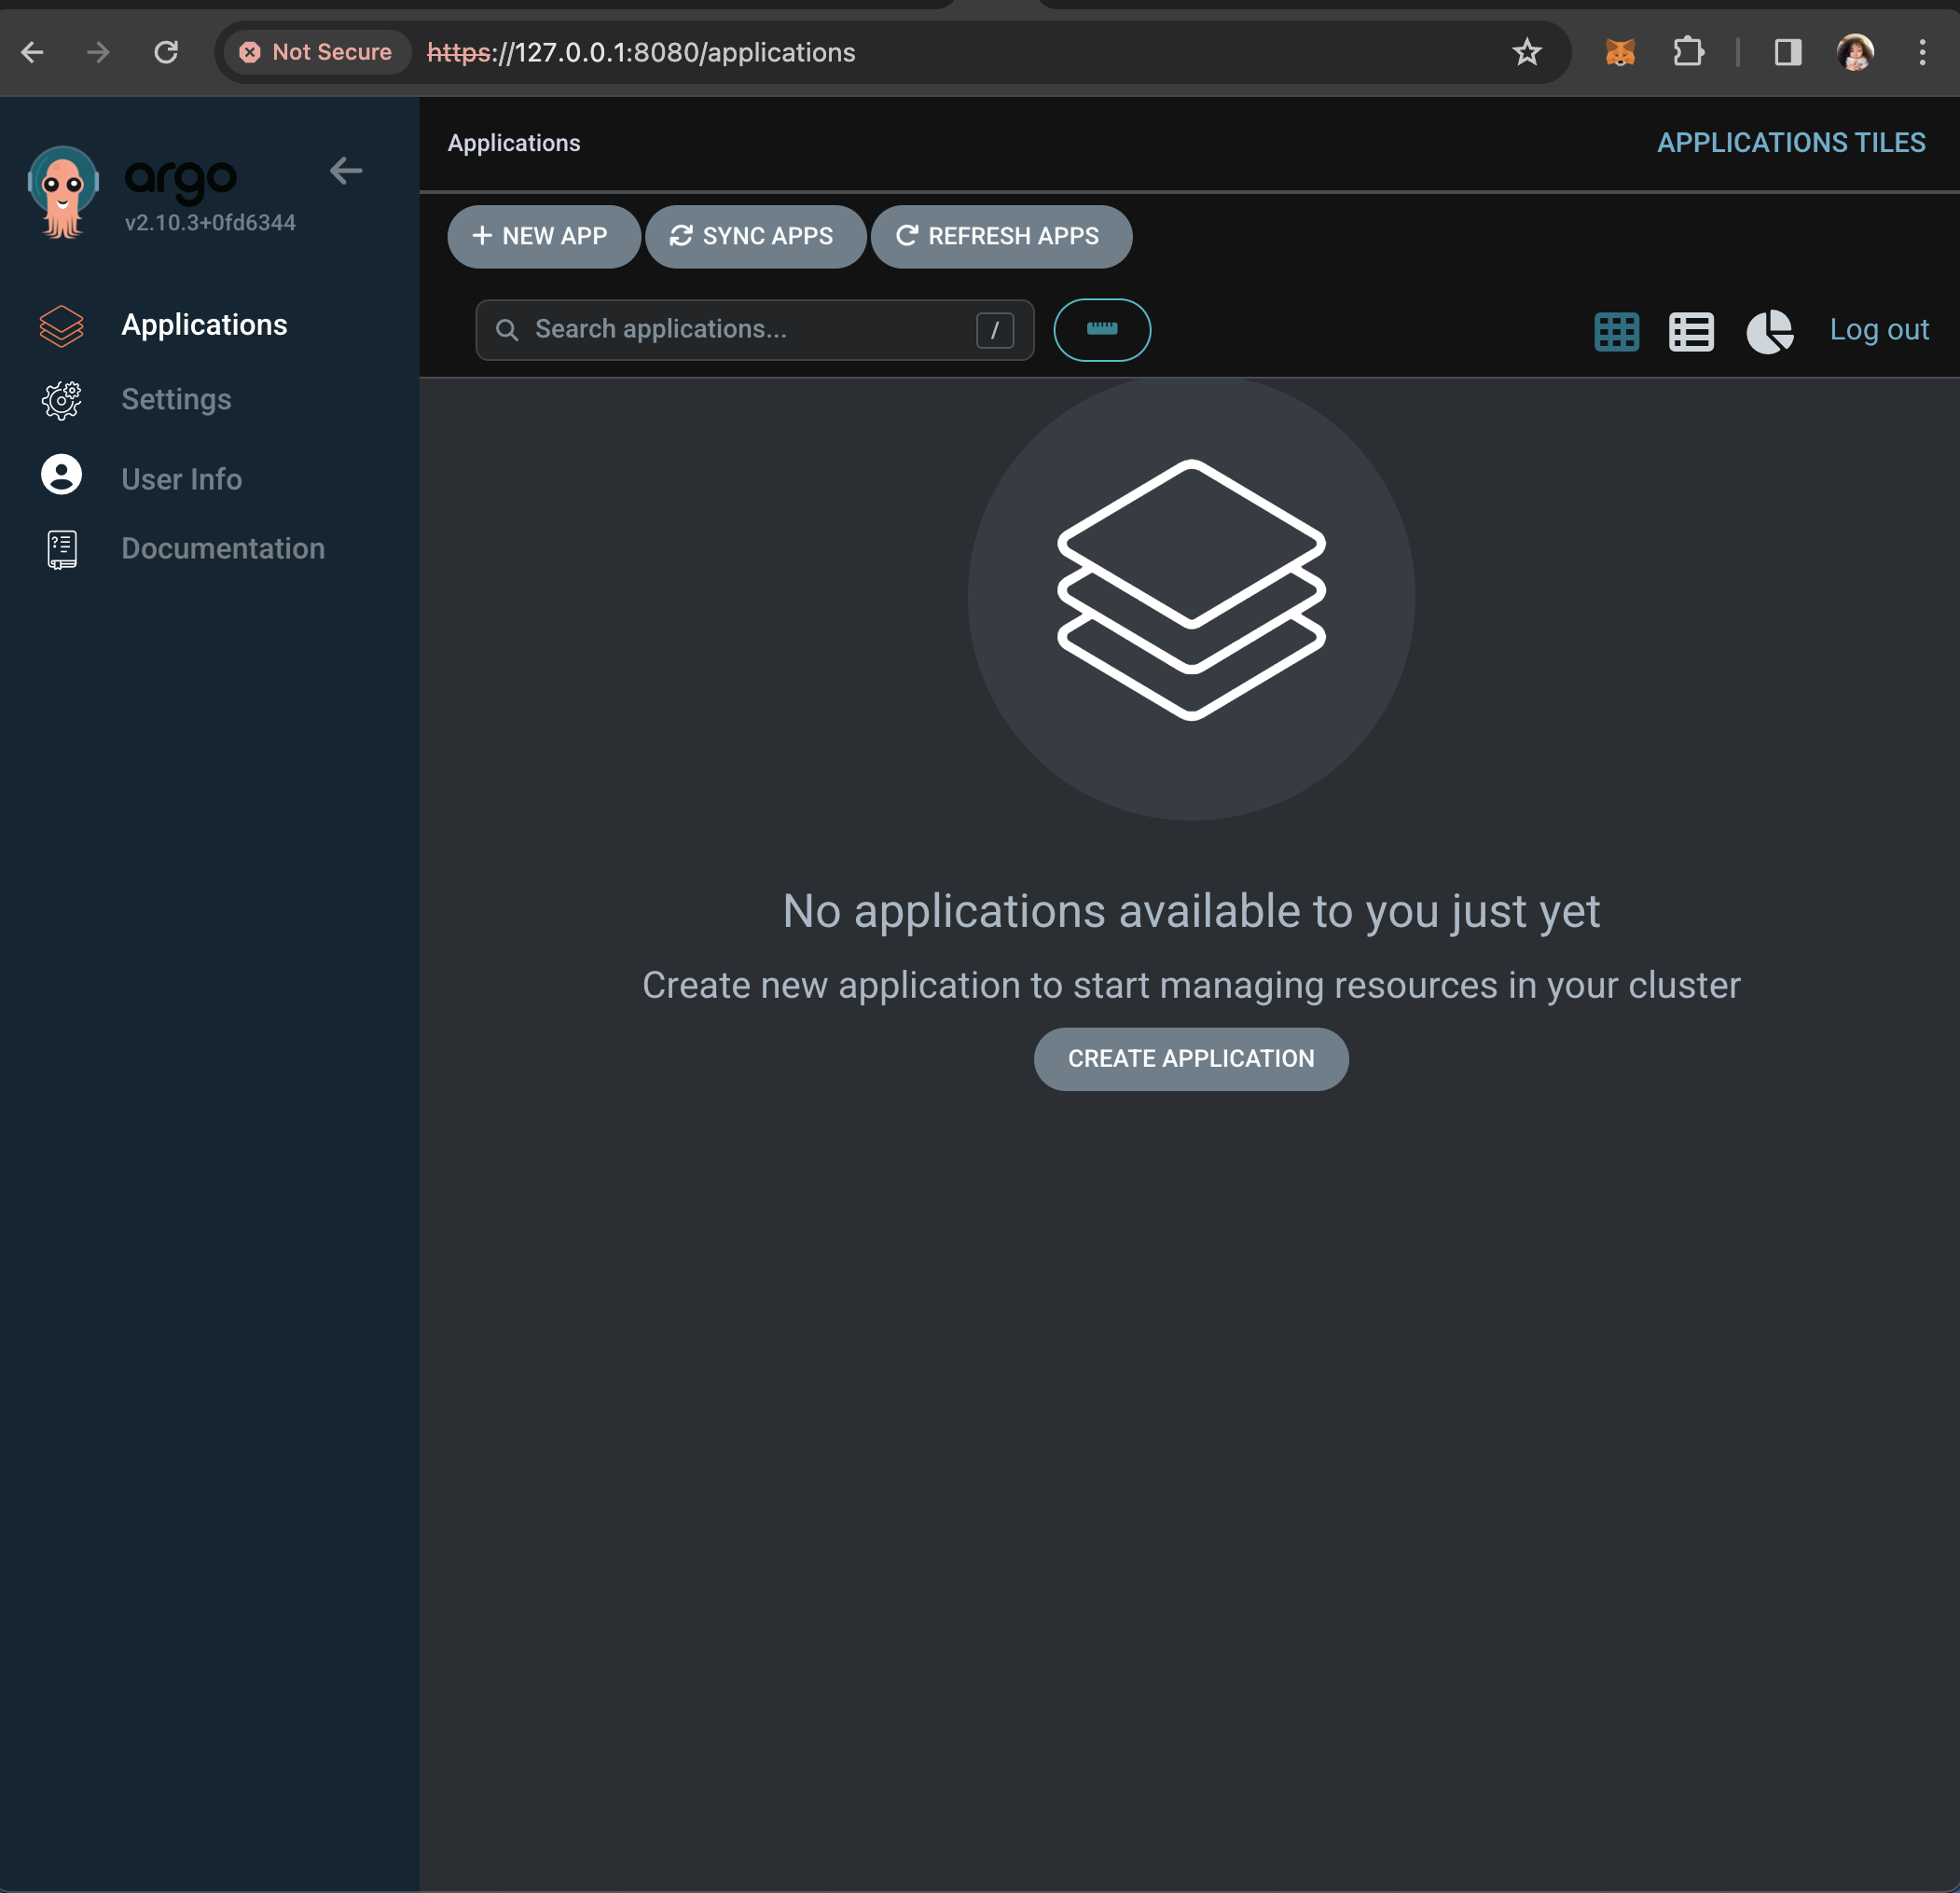 Not Secure https://127.0.0.1:8080/applications
argo
v2.10.3+0fd6344
Applications
Settings
User Info
Documentation
Applications
APPLICATIONS TILES
+ NEW APP
SYNC APPS
REFRESH APPS
Search applications... /
Log out
No applications available to you just yet
Create new application to start managing resources in your cluster
CREATE APPLICATION